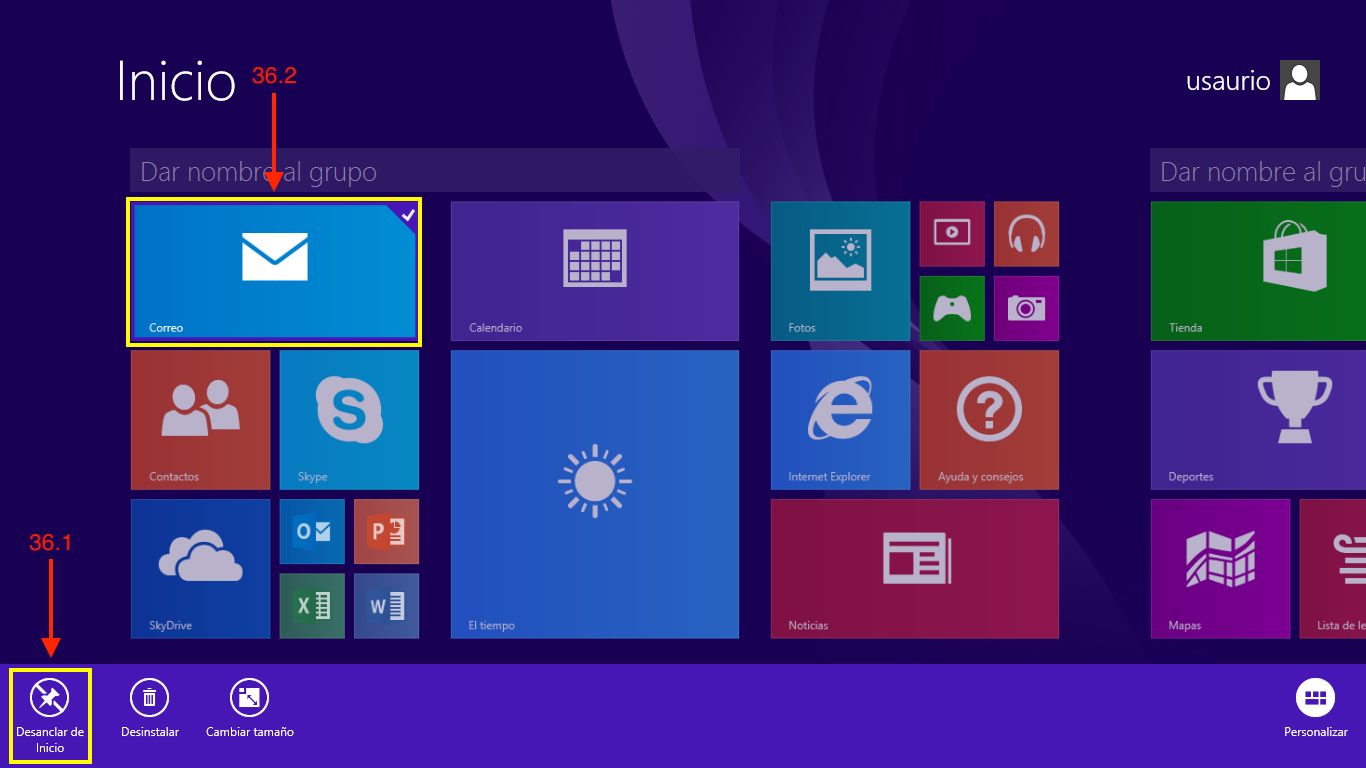 Inicio
36.2
usaurio
Dar nombre al grupo
Dar nombre al gru
Correo
Calendario
Fotos
Tienda
Contactos
Skype
Internet Explorer
Ayuda y consejos
Deportes
SkyDrive
El tiempo
Noticias
Mapas
Lista de le
36.1
Desanclar de
Inicio
Desinstalar
Cambiar tamaño
Personalizar